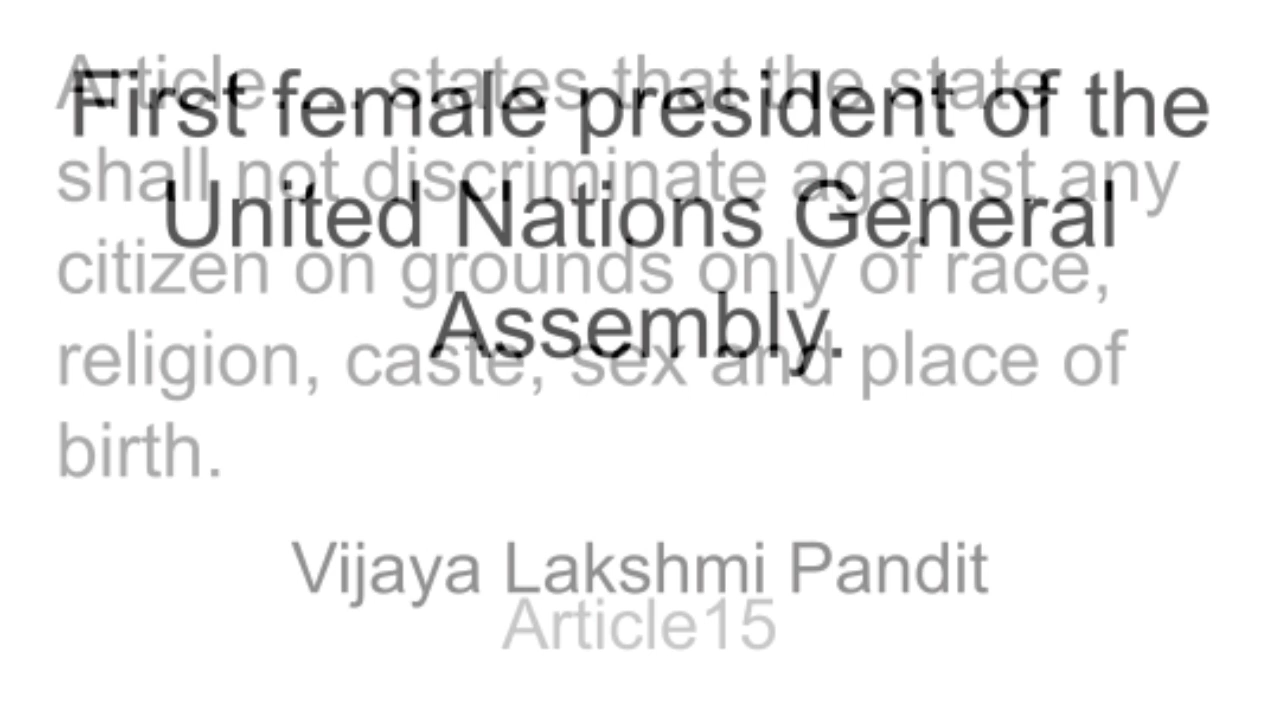 First female president of the
United Nations General
Assembly.
Vijaya Lakshmi Pandit
Article ... states that the state
shall not discriminate against any
citizen on grounds only of race,
religion, caste, sex and place of
birth.
Article15